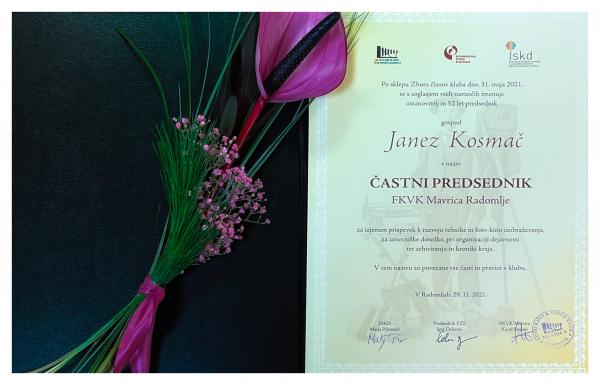 jskd
Po sklepu Zbora članov kluba dne, 31. maja 2021,
se s soglasjem vseh navzočih imenuje
ustanovitelj in 52 let predsednik
gospod
Janez Kosmač
v naziv
ČASTNI PREDSEDNIK
FKVK Mavrica Radomlje
za izjemen prispevek k razvoju tehnike in foto-kino izobraževanja,
za umetniške dosežke, pri organizaciji dejavnosti
ter arhiviranju in kroniki kraja.
V tem nazivu so povezane vse časti in pravice v klubu.
V Radomljah, 29. 11. 2021.
JSKD
Predsednik FZS
FKVK Mavrica
Matej
Igor
Karel